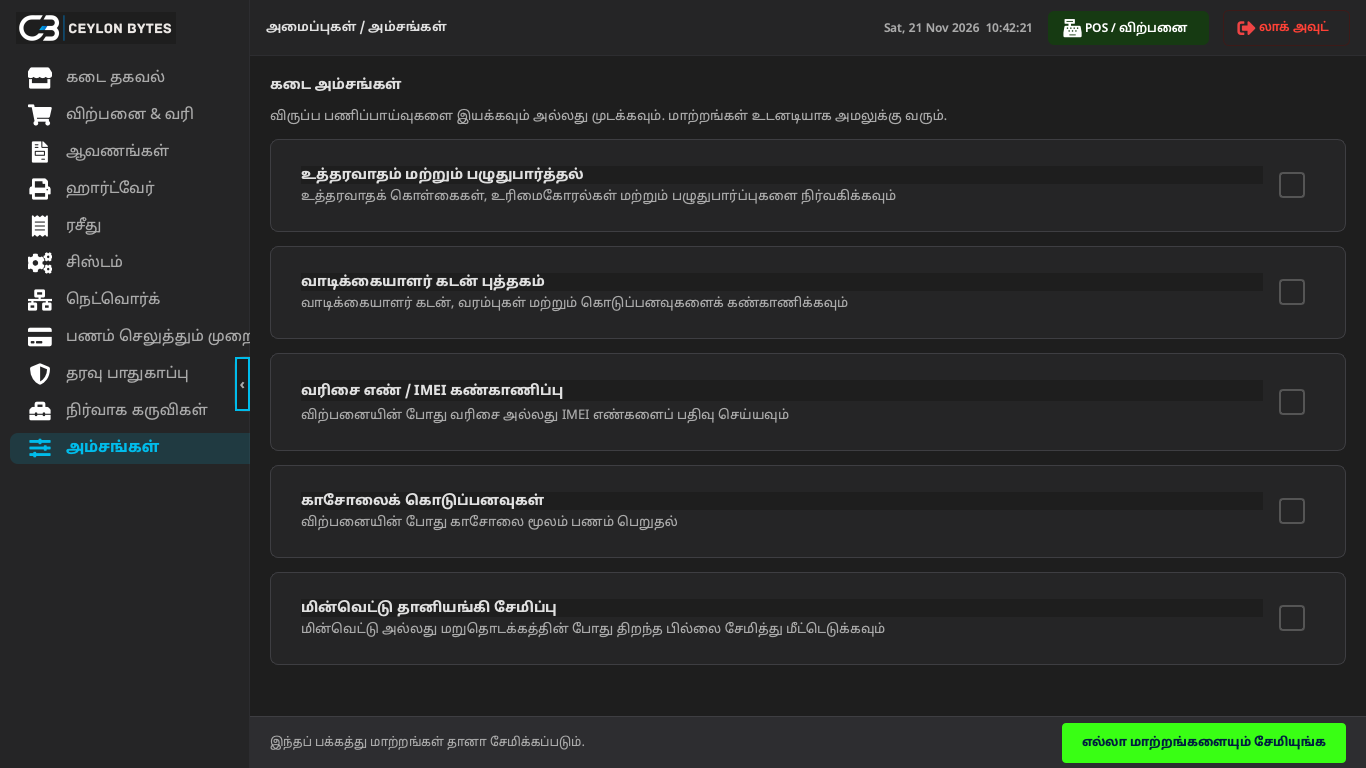 CEYLON BYTES
அமைப்புகள் / அம்சங்கள்
Sat, 21 Nov 2026 10:42:21
POS / விற்பனை
லாக் அவுட்
கடை தகவல்
விற்பனை & வரி
ஆவணங்கள்
ஹார்ட்வேர்
ரசீது
சிஸ்டம்
நெட்வொர்க்
பணம் செலுத்தும் முறை
தரவு பாதுகாப்பு
நிர்வாக கருவிகள்
அம்சங்கள்
‹
கடை அம்சங்கள்
விருப்ப பணிப்பாய்வுகளை இயக்கவும் அல்லது முடக்கவும். மாற்றங்கள் உடனடியாக அமலுக்கு வரும்.
உத்தரவாதம் மற்றும் பழுதுபார்த்தல்
உத்தரவாதக் கொள்கைகள், உரிமைகோரல்கள் மற்றும் பழுதுபார்ப்புகளை நிர்வகிக்கவும்
வாடிக்கையாளர் கடன் புத்தகம்
வாடிக்கையாளர் கடன், வரம்புகள் மற்றும் கொடுப்பனவுகளைக் கண்காணிக்கவும்
வரிசை எண் / IMEI கண்காணிப்பு
விற்பனையின் போது வரிசை அல்லது IMEI எண்களைப் பதிவு செய்யவும்
காசோலைக் கொடுப்பனவுகள்
விற்பனையின் போது காசோலை மூலம் பணம் பெறுதல்
மின்வெட்டு தானியங்கி சேமிப்பு
மின்வெட்டு அல்லது மறுதொடக்கத்தின் போது திறந்த பில்லை சேமித்து மீட்டெடுக்கவும்
இந்தப் பக்கத்து மாற்றங்கள் தானா சேமிக்கப்படும்.
எல்லா மாற்றங்களையும் சேமியுங்க